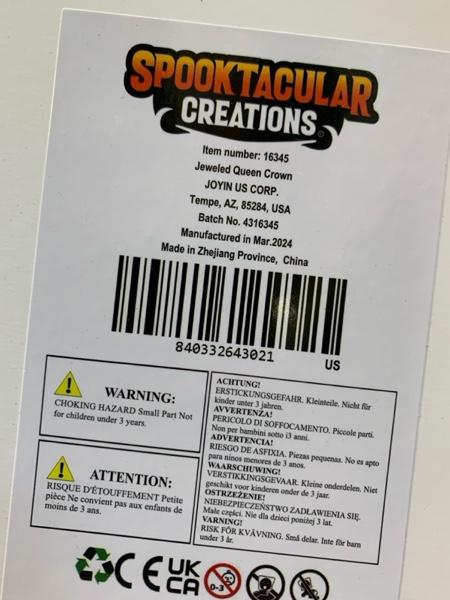 SPOOKTACULAR
CREATIONS
Item number: 16345
Jeweled Queen Crown
JOYIN US CORP.
Tempe, AZ, 85284, USA
Batch No. 4316345
Manufactured in Mar.2024
Made in Zhejiang Province, China
840332643021
US
WARNING:
CHOKING HAZARD Small Part Not
for children under 3 years.
ATTENTION:
RISQUE D'ÉTOUFFEMENT Petite
pièce Ne convient pas aux enfants de
moins de 3 ans.
ACHTUNG!
ERSTICKUNGSGEFAHR. Kleinteile. Nicht für
kinder unter 3 jahren.
AVVERTENZA!
PERICOLO DI SOFFOCAMENTO. Piccole parti.
Non per bambini sotto i3 anni.
ADVERTENCIA!
RIESGO DE ASFIXIA. Piezas pequenas. No es apto
para ninos menores de 3 anos.
WAARSCHUWING!
VERSTIKKINGSGEVAAR. Kleine onderdelen. Niet
geschikt voor kinderen onder de 3 jaar.
OSTRZEŻENIE!
NIEBEZPIECZEŃSTWO ZADŁAWIENIA SIĘ.
Małe części. Nie dla dzieci poniżej 3 lat.
VARNING!
RISK FÖR KVÄVNING. Små delar. Inte för barn
under 3 år.
CE UK
CA
0-3